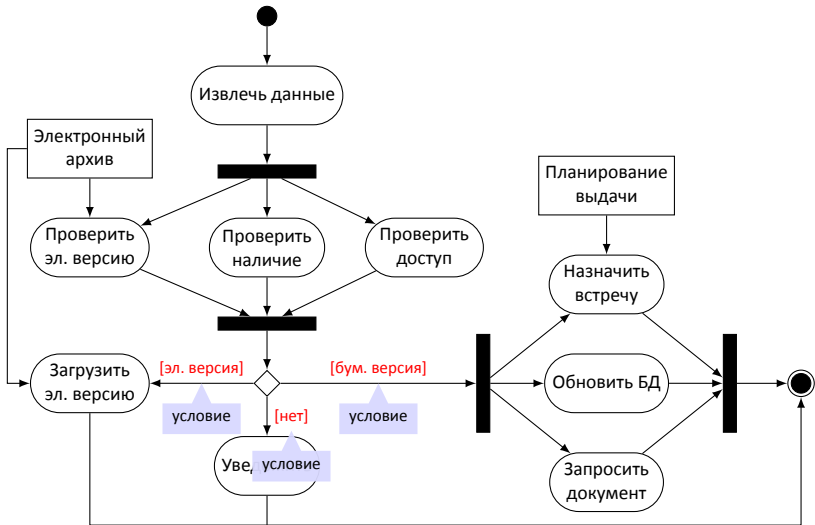 Извлечь данные
Электронный
архив
Планирование
выдачи
Проверить
эл. версию
Проверить
наличие
Проверить
доступ
Назначить
встречу
[эл. версия]
[бум. версия]
Загрузить
эл. версию
Обновить БД
условие
[нет]
условие
условие
Запросить
документ